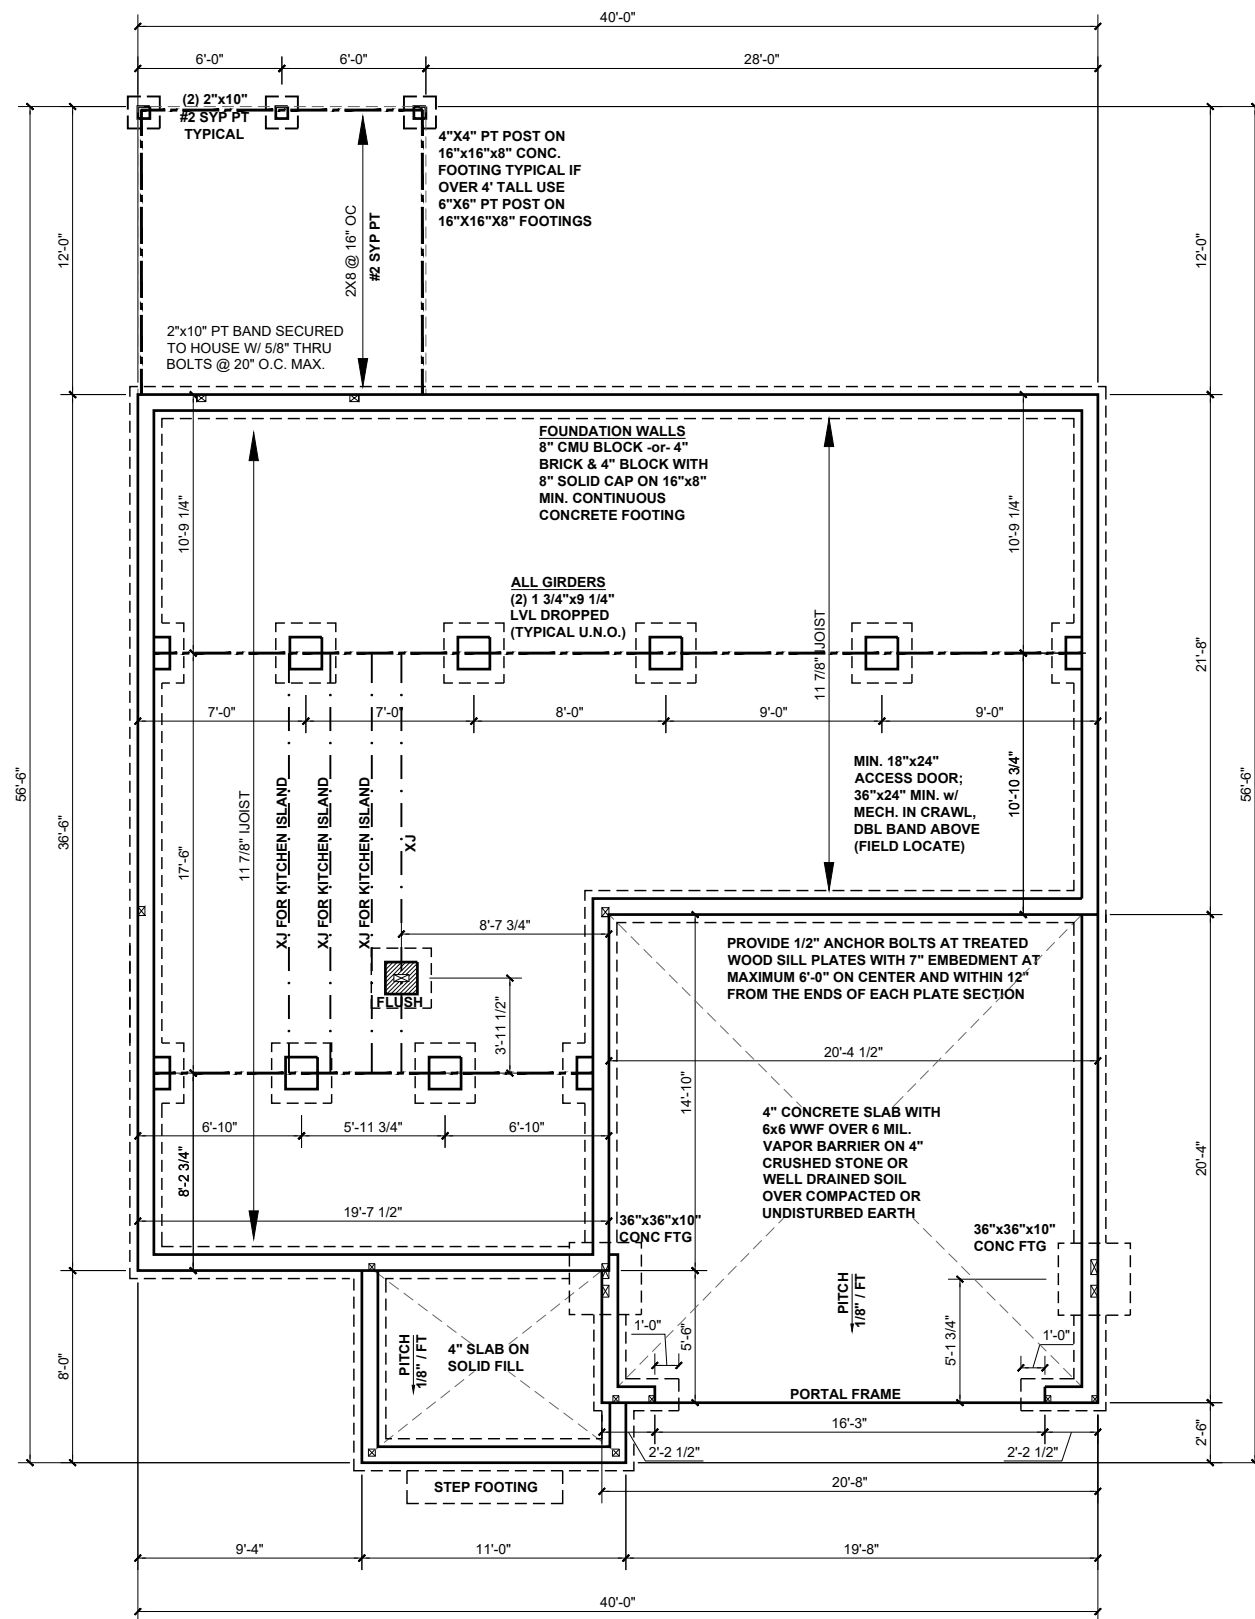 40'-0"
6'-0"
6'-0"
28'-0"
(2) 2"x10"
#2 SYP PT
TYPICAL
4"X4" PT POST ON
16"x16"x8" CONC.
FOOTING TYPICAL IF
OVER 4' TALL USE
6"X6" PT POST ON
16"X16"X8" FOOTINGS
12'-0"
2X8 @ 16" OC
#2 SYP PT
12'-0"
2"x10" PT BAND SECURED
TO HOUSE W/ 5/8" THRU
BOLTS @ 20" O.C. MAX.
FOUNDATION WALLS
8" CMU BLOCK -or- 4"
BRICK & 4" BLOCK WITH
8" SOLID CAP ON 16"x8"
MIN. CONTINUOUS
CONCRETE FOOTING
10'-9 1/4"
10'-9 1/4"
ALL GIRDERS
(2) 1 3/4"x9 1/4"
LVL DROPPED
(TYPICAL U.N.O.)
11 7/8" IJOIST
21'-8"
7'-0"
7'-0"
8'-0"
9'-0"
9'-0"
56'-6"
36'-6"
17'-6"
11 7/8" IJOIST
XJ FOR KITCHEN ISLAND
XJ FOR KITCHEN ISLAND
XJ FOR KITCHEN ISLAND
XJ
MIN. 18"x24"
ACCESS DOOR;
36"x24" MIN. w/
MECH. IN CRAWL,
DBL BAND ABOVE
(FIELD LOCATE)
10'-10 3/4"
56'-6"
8'-7 3/4"
PROVIDE 1/2" ANCHOR BOLTS AT TREATED
WOOD SILL PLATES WITH 7" EMBEDMENT AT
MAXIMUM 6'-0" ON CENTER AND WITHIN 12"
FROM THE ENDS OF EACH PLATE SECTION
FLUSH
3'-11 1/2"
20'-4 1/2"
14'-10"
4" CONCRETE SLAB WITH
6x6 WWF OVER 6 MIL.
VAPOR BARRIER ON 4"
CRUSHED STONE OR
WELL DRAINED SOIL
OVER COMPACTED OR
UNDISTURBED EARTH
6'-10"
5'-11 3/4"
6'-10"
8'-2 3/4"
20'-4"
19'-7 1/2"
36"x36"x10"
CONC FTG
36"x36"x10"
CONC FTG
PITCH
1/8" / FT
5'-1 3/4"
1'-0"
5'-6"
1'-0"
8'-0"
PITCH
1/8" / FT
4" SLAB ON
SOLID FILL
PORTAL FRAME
16'-3"
2'-2 1/2"
2'-2 1/2"
2'-6"
STEP FOOTING
20'-8"
9'-4"
11'-0"
19'-8"
40'-0"